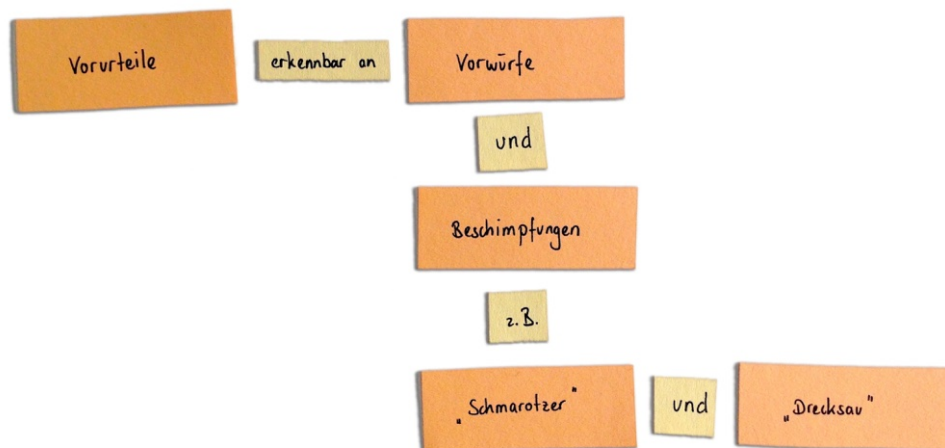 Vorurteile erkennbar an Vorwürfe
und
Beschimpfungen
z.B.
„Schmarotzer" und „Drecksau"